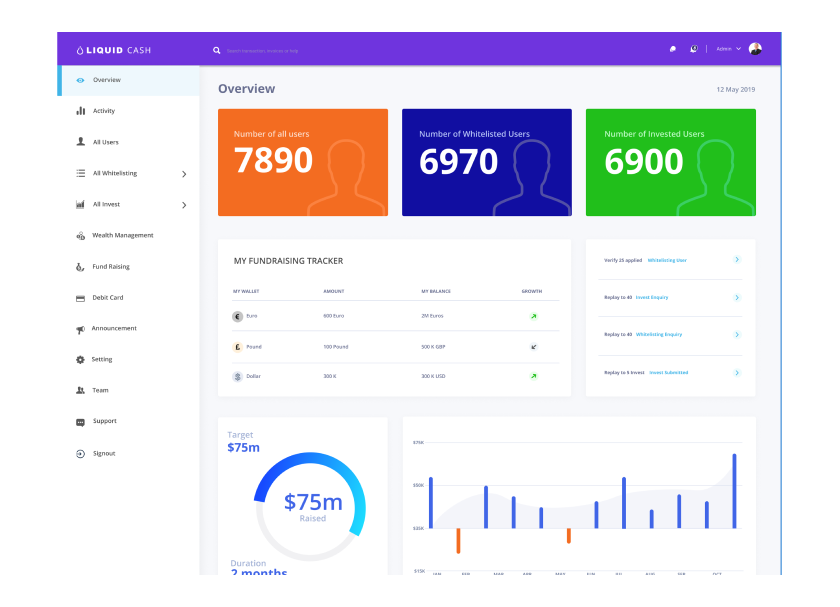 LIQUID CASH
Search transaction, invoices or help
Admin
Overview
Activity
All Users
All Whitelisting
All Invest
Wealth Management
Fund Raising
Debit Card
Announcement
Setting
Team
Support
Signout
Overview
12 May 2019
Number of all users
7890
Number of Whitelisted Users
6970
Number of Invested Users
6900
MY FUNDRAISING TRACKER
MY WALLET AMOUNT MY BALANCE GROWTH
€ Euro 600 Euro 2M Euros
£ Pound 100 Pound 500 K GBP
$ Dollar 300 K 300 K USD
Verify 25 applied Whitelisting User
Replay to 40 Invest Enquiry
Replay to 40 Whitelisting Enquiry
Replay to 5 Invest Invest Submitted
Target
$75m
$75m
Raised
Duration
2 months
$75K
$50K
$35K
$15K
JAN FEB MAR APR MAY JUN JUL AUG SEP OCT